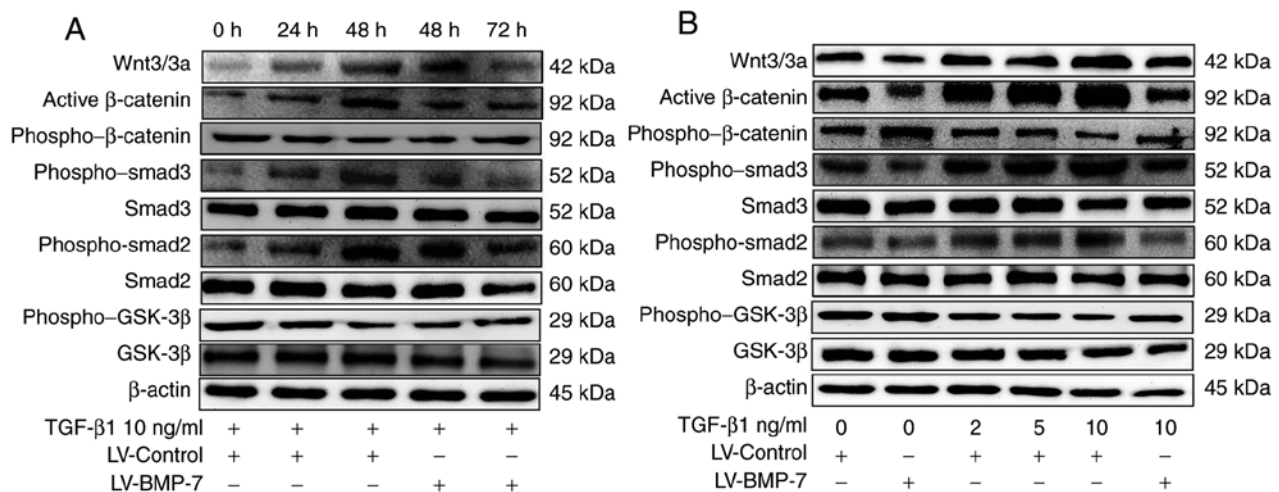 A
0 h 24 h 48 h 48 h 72 h
Wnt3/3a 42 kDa
Active β-catenin 92 kDa
Phospho–β-catenin 92 kDa
Phospho–smad3 52 kDa
Smad3 52 kDa
Phospho-smad2 60 kDa
Smad2 60 kDa
Phospho–GSK-3β 29 kDa
GSK-3β 29 kDa
β-actin 45 kDa
TGF-β1 10 ng/ml + + + + +
LV-Control + + + – –
LV-BMP-7 – – – + +
B
Wnt3/3a 42 kDa
Active β-catenin 92 kDa
Phospho–β-catenin 92 kDa
Phospho–smad3 52 kDa
Smad3 52 kDa
Phospho-smad2 60 kDa
Smad2 60 kDa
Phospho–GSK-3β 29 kDa
GSK-3β 29 kDa
β-actin 45 kDa
TGF-β1 ng/ml 0 0 2 5 10 10
LV-Control + – + + + –
LV-BMP-7 – + – – – +